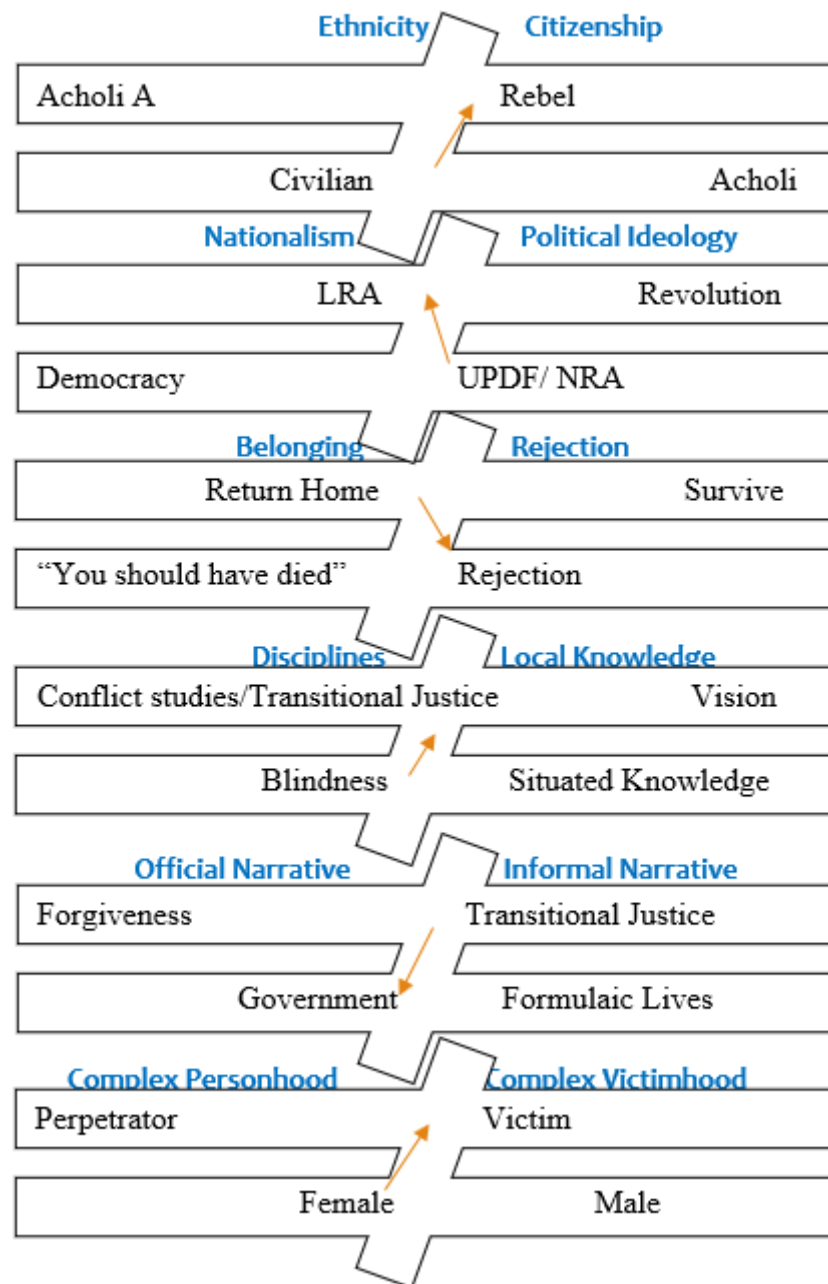 Ethnicity Citizenship
Acholi A Rebel
Civilian Acholi
Nationalism Political Ideology
LRA Revolution
Democracy UPDF/ NRA
Belonging Rejection
Return Home Survive
“You should have died” Rejection
Disciplines Local Knowledge
Conflict studies/Transitional Justice Vision
Blindness Situated Knowledge
Official Narrative Informal Narrative
Forgiveness Transitional Justice
Government Formulaic Lives
Complex Personhood Complex Victimhood
Perpetrator Victim
Female Male